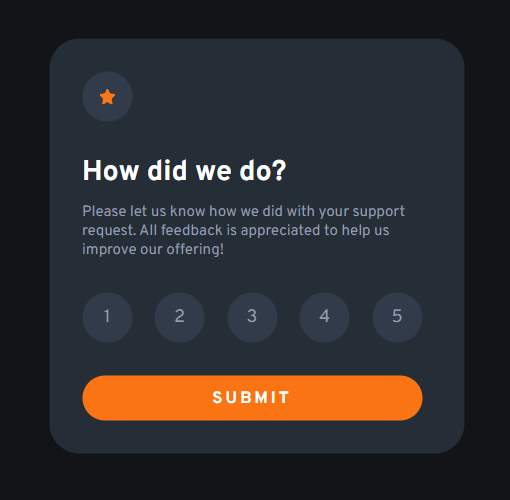 How did we do?
Please let us know how we did with your support
request. All feedback is appreciated to help us
improve our offering!
1 2 3 4 5
SUBMIT